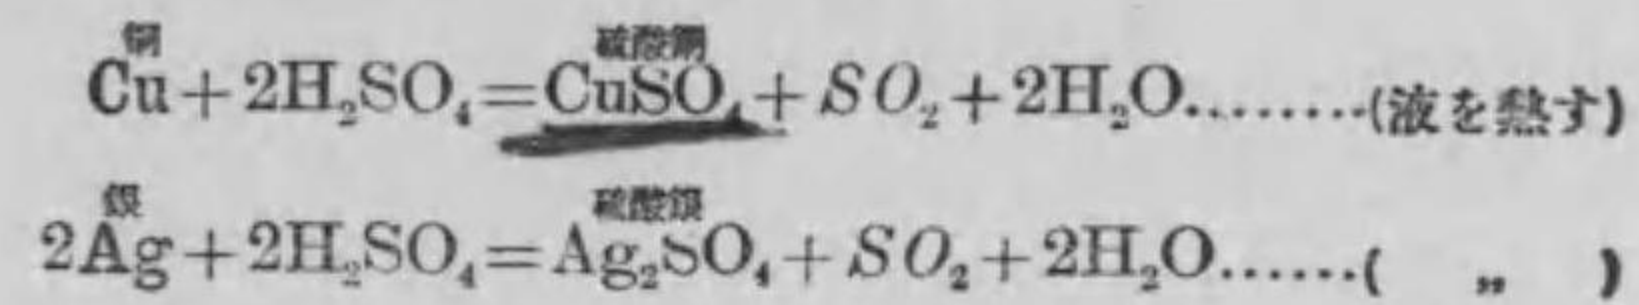 銅 硫酸銅
Cu+2H₂SO₄=CuSO₄+SO₂+2H₂O.........(液を熱す)
銀 硫酸銀
2Ag+2H₂SO₄=Ag₂SO₄+SO₂+2H₂O......( 〃 )